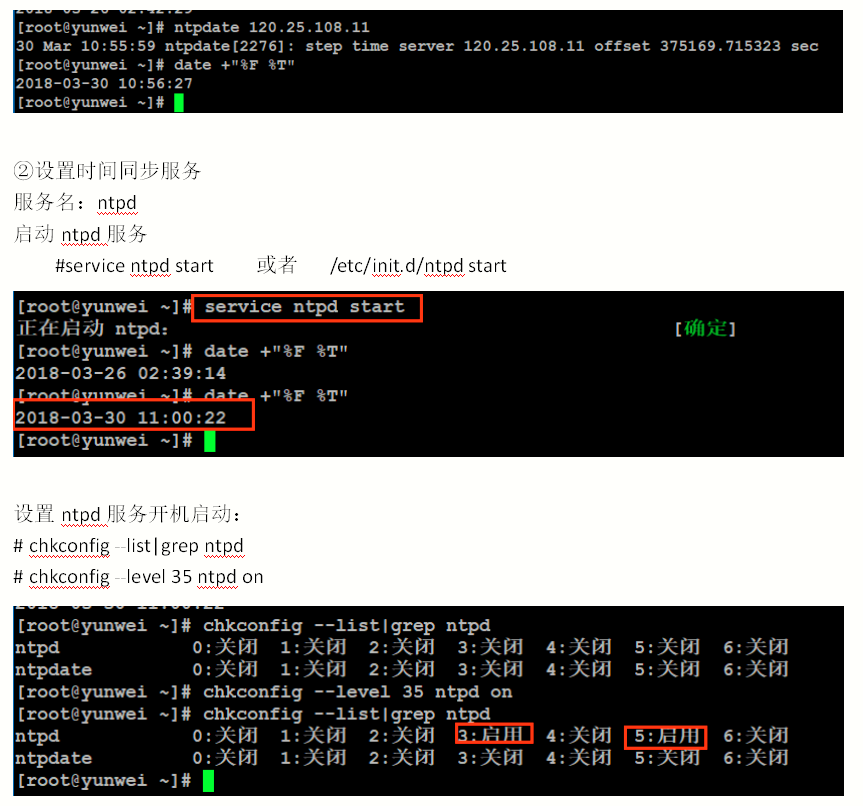 2018-03-26 02:42:29
[root@yunwei ~]# ntpdate 120.25.108.11
30 Mar 10:55:59 ntpdate[2276]: step time server 120.25.108.11 offset 375169.715323 sec
[root@yunwei ~]# date +"%F %T"
2018-03-30 10:56:27
[root@yunwei ~]#
②设置时间同步服务
服务名：ntpd
启动 ntpd 服务
#service ntpd start 或者 /etc/init.d/ntpd start
[root@yunwei ~]# service ntpd start
正在启动 ntpd： [确定]
[root@yunwei ~]# date +"%F %T"
2018-03-26 02:39:14
[root@yunwei ~]# date +"%F %T"
2018-03-30 11:00:22
[root@yunwei ~]#
设置 ntpd 服务开机启动：
# chkconfig --list|grep ntpd
# chkconfig --level 35 ntpd on
2018-03-30 11:00:22
[root@yunwei ~]# chkconfig --list|grep ntpd
ntpd 0:关闭 1:关闭 2:关闭 3:关闭 4:关闭 5:关闭 6:关闭
ntpdate 0:关闭 1:关闭 2:关闭 3:关闭 4:关闭 5:关闭 6:关闭
[root@yunwei ~]# chkconfig --level 35 ntpd on
[root@yunwei ~]# chkconfig --list|grep ntpd
ntpd 0:关闭 1:关闭 2:关闭 3:启用 4:关闭 5:启用 6:关闭
ntpdate 0:关闭 1:关闭 2:关闭 3:关闭 4:关闭 5:关闭 6:关闭
[root@yunwei ~]#